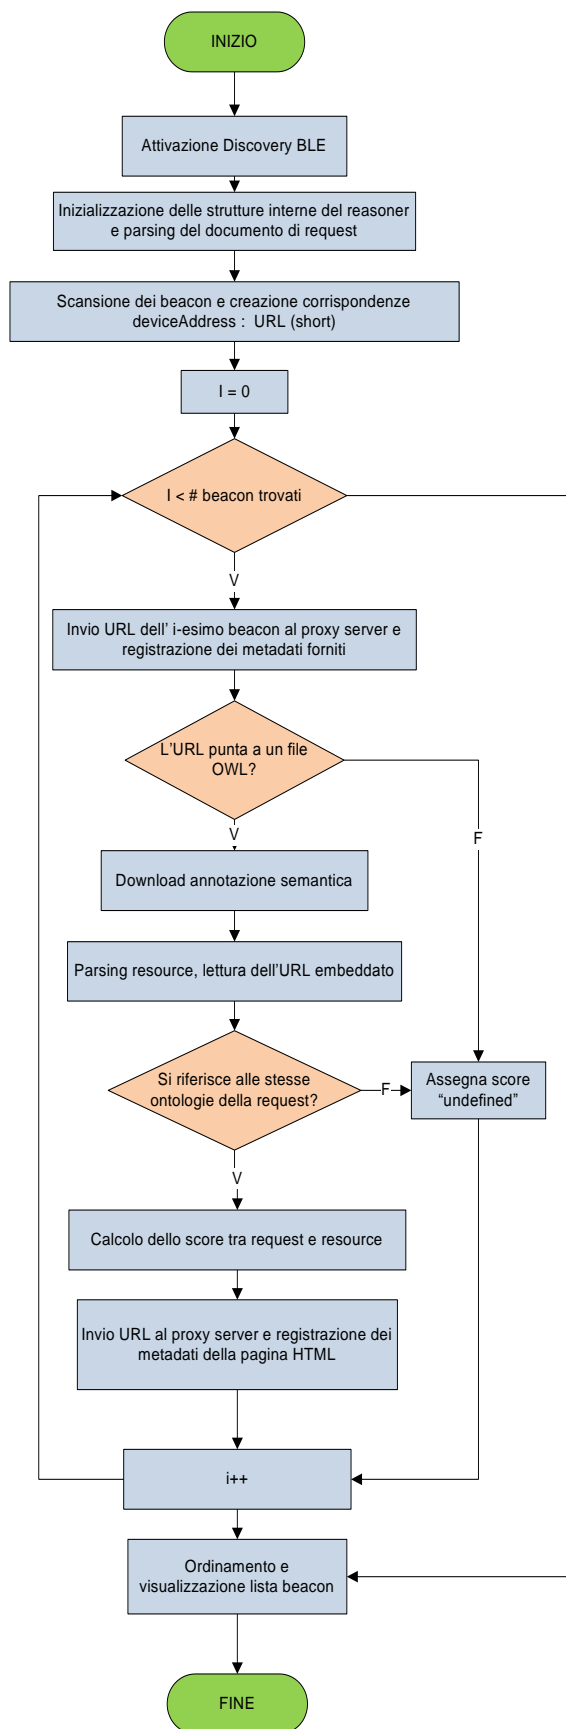 INIZIO
Attivazione Discovery BLE
Inizializzazione delle strutture interne del reasoner
e parsing del documento di request
Scansione dei beacon e creazione corrispondenze
deviceAddress :  URL (short)
I = 0
I < # beacon trovati
V
Invio URL dell' i-esimo beacon al proxy server e
registrazione dei metadati forniti
L'URL punta a un file
OWL?
V
F
Download annotazione semantica
Parsing resource, lettura dell'URL embeddato
Si riferisce alle stesse
ontologie della request?
F
Assegna score
“undefined”
V
Calcolo dello score tra request e resource
Invio URL al proxy server e registrazione dei
metadati della pagina HTML
i++
Ordinamento e
visualizzazione lista beacon
FINE